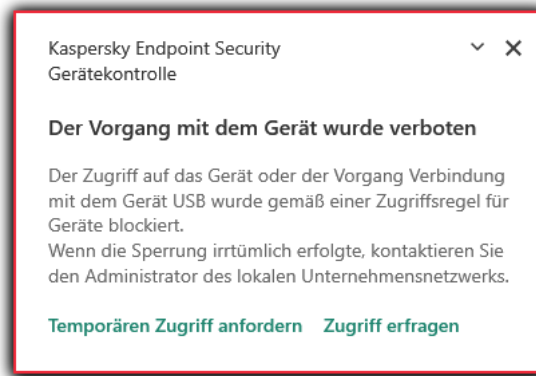 Kaspersky Endpoint Security
Gerätekontrolle
Der Vorgang mit dem Gerät wurde verboten
Der Zugriff auf das Gerät oder der Vorgang Verbindung
mit dem Gerät USB wurde gemäß einer Zugriffsregel für
Geräte blockiert.
Wenn die Sperrung irrtümlich erfolgte, kontaktieren Sie
den Administrator des lokalen Unternehmensnetzwerks.
Temporären Zugriff anfordern Zugriff erfragen